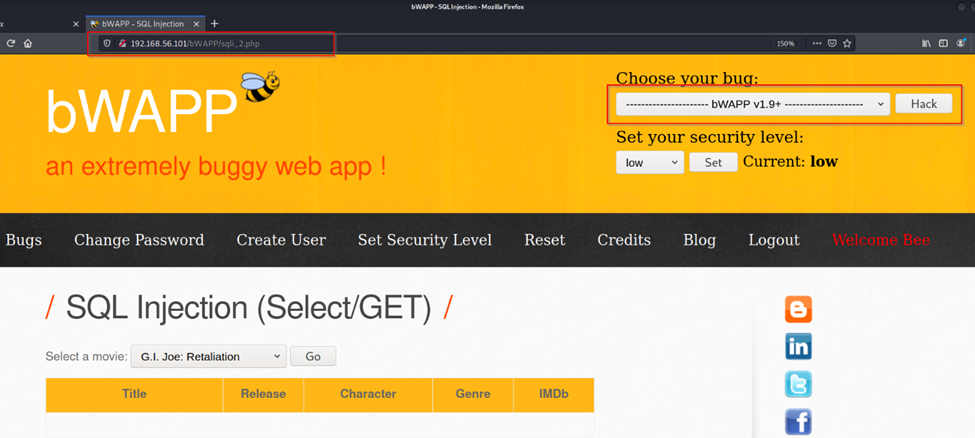 bWAPP - SQL Injection - Mozilla Firefox
x × bWAPP - SQL Injection × +
192.168.56.101/bWAPP/sqli_2.php 150%
Choose your bug:
bWAPP
---------------------- bWAPP v1.9+ --------------------- Hack
Set your security level:
an extremely buggy web app !
low Set Current: low
Bugs Change Password Create User Set Security Level Reset Credits Blog Logout Welcome Bee
/ SQL Injection (Select/GET) /
Select a movie: G.I. Joe: Retaliation Go
Title Release Character Genre IMDb
in
t
f